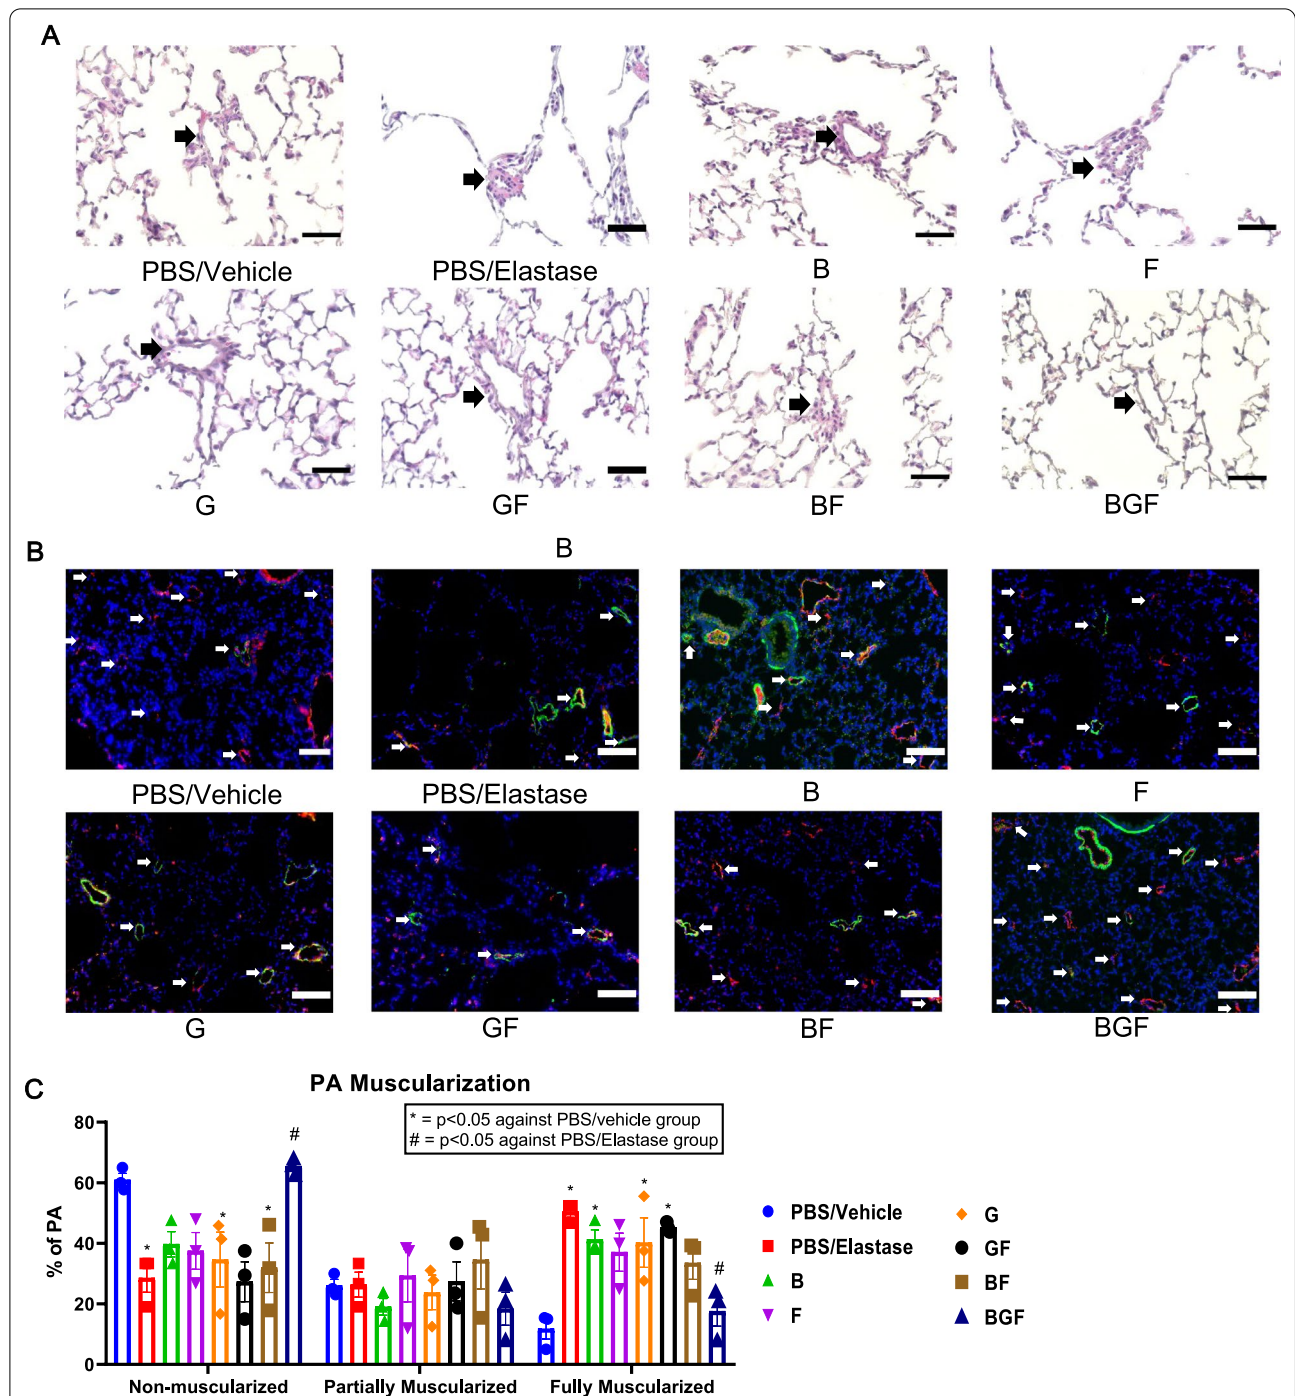 A
PBS/Vehicle
PBS/Elastase
B
F
G
GF
BF
BGF
B
B
PBS/Vehicle
PBS/Elastase
B
F
G
GF
BF
BGF
C
PA Muscularization
* = p<0.05 against PBS/vehicle group
# = p<0.05 against PBS/Elastase group
% of PA
80
60
40
20
0
*
*
*
#
*
*
*
*
#
Non-muscularized
Partially Muscularized
Fully Muscularized
PBS/Vehicle
PBS/Elastase
B
F
G
GF
BF
BGF